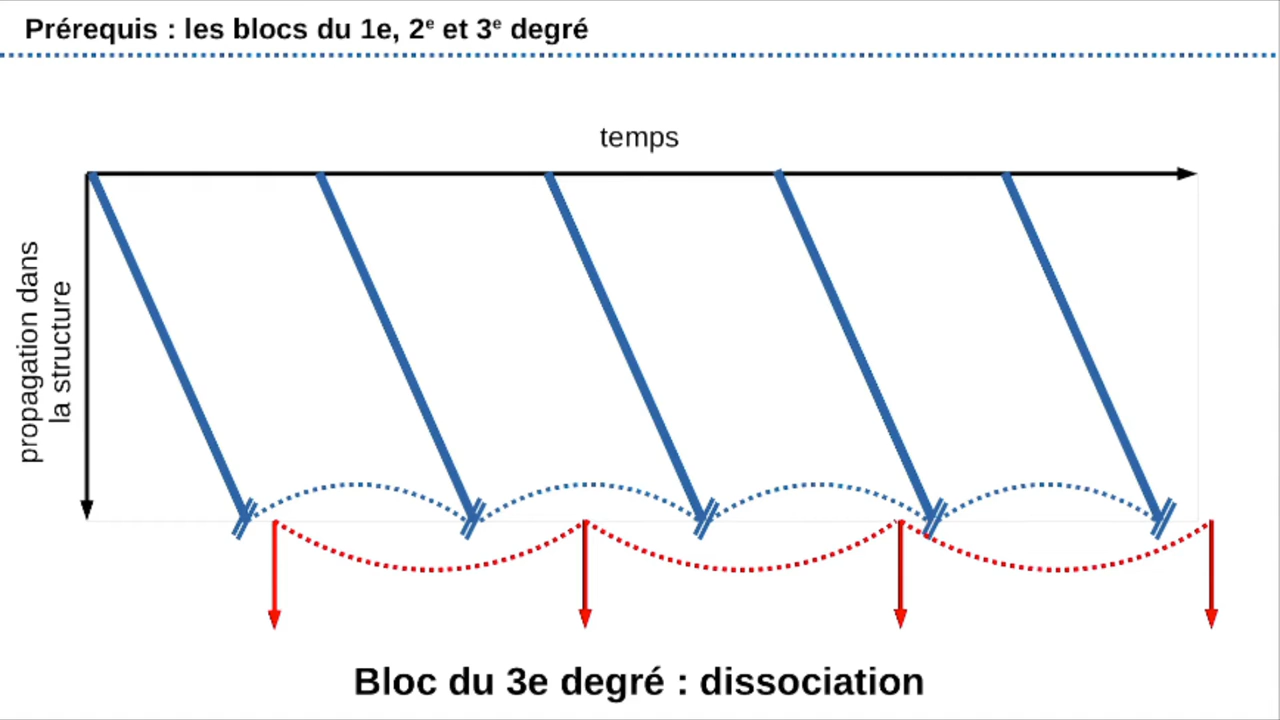 Prérequis : les blocs du 1e, 2ᵉ et 3ᵉ degré
temps
propagation dans
la structure
Bloc du 3e degré : dissociation